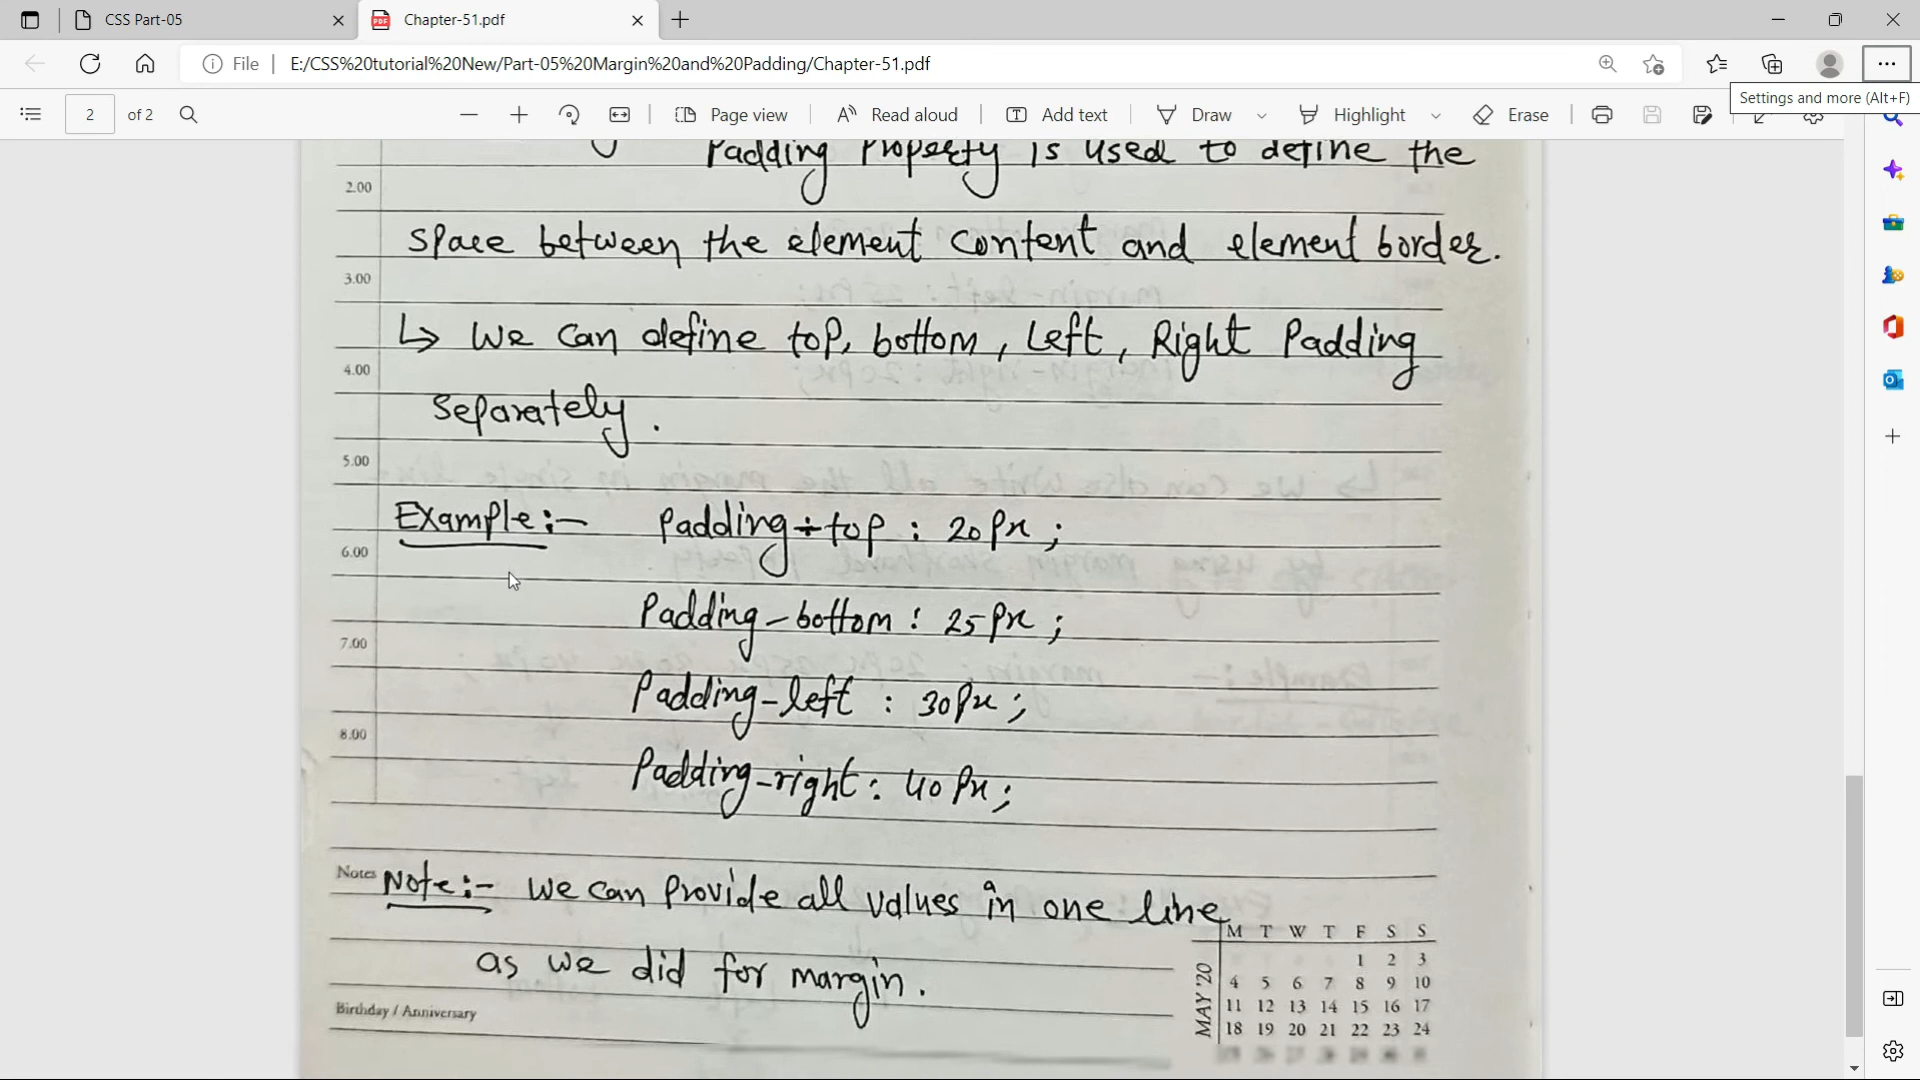 CSS Part-05
Chapter-51.pdf
File
E:/CSS%20tutorial%20New/Part-05%20Margin%20and%20Padding/Chapter-51.pdf
Settings and more (Alt+F)
2 of 2
Page view
Read aloud
Add text
Draw
Highlight
Erase
Padding Property is used to define the
2.00
space between the element content and element border.
3.00
↳ We can define top, bottom, Left, Right Padding
4.00
separately.
5.00
Example:- Padding-top : 20px;
6.00
Padding-bottom : 25px;
7.00
Padding-left : 30px;
8.00
Padding-right : 40px;
Notes
Note:- We can Provide all values in one line
as we did for margin.
Birthday / Anniversary
MAY '20
M T W T F S S
1 2 3
4 5 6 7 8 9 10
11 12 13 14 15 16 17
18 19 20 21 22 23 24